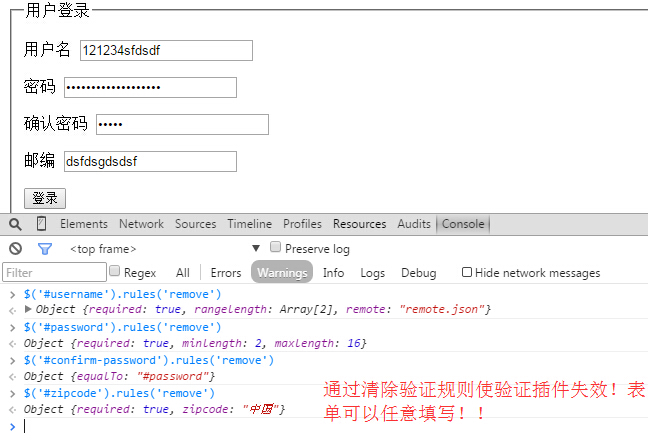 用户登录
用户名 121234sfdsdf
密码 •••••••••••••••••••
确认密码 •••••
邮编 dsfdsgdsdsf
登录
Elements Network Sources Timeline Profiles Resources Audits Console
<top frame> ▼ Preserve log
Filter Regex All Errors Warnings Info Logs Debug Hide network messages
$('#username').rules('remove')
Object {required: true, rangelength: Array[2], remote: "remote.json"}
$('#password').rules('remove')
Object {required: true, minlength: 2, maxlength: 16}
$('#confirm-password').rules('remove')
Object {equalTo: "#password"}
$('#zipcode').rules('remove')
Object {required: true, zipcode: "中国"}
通过清除验证规则使验证插件失效！表
单可以任意填写！！